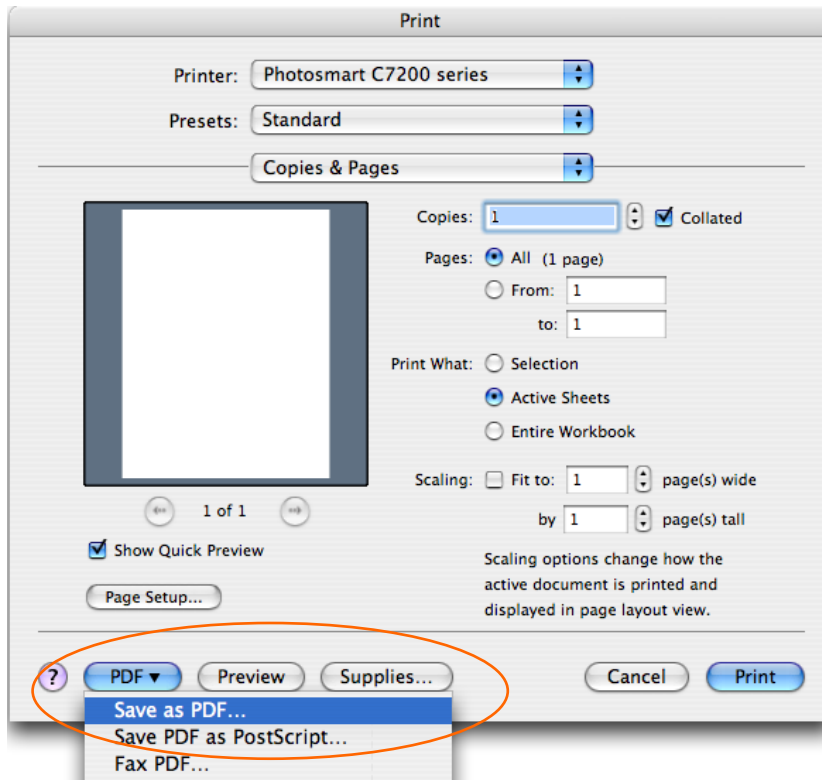 Print
Printer: Photosmart C7200 series
Presets: Standard
Copies & Pages
Copies: 1 Collated
Pages: All (1 page)
From: 1
to: 1
Print What: Selection
Active Sheets
Entire Workbook
Scaling: Fit to: 1 page(s) wide
by 1 page(s) tall
Scaling options change how the
active document is printed and
displayed in page layout view.
1 of 1
Show Quick Preview
Page Setup...
? PDF Preview Supplies... Cancel Print
Save as PDF...
Save PDF as PostScript...
Fax PDF...